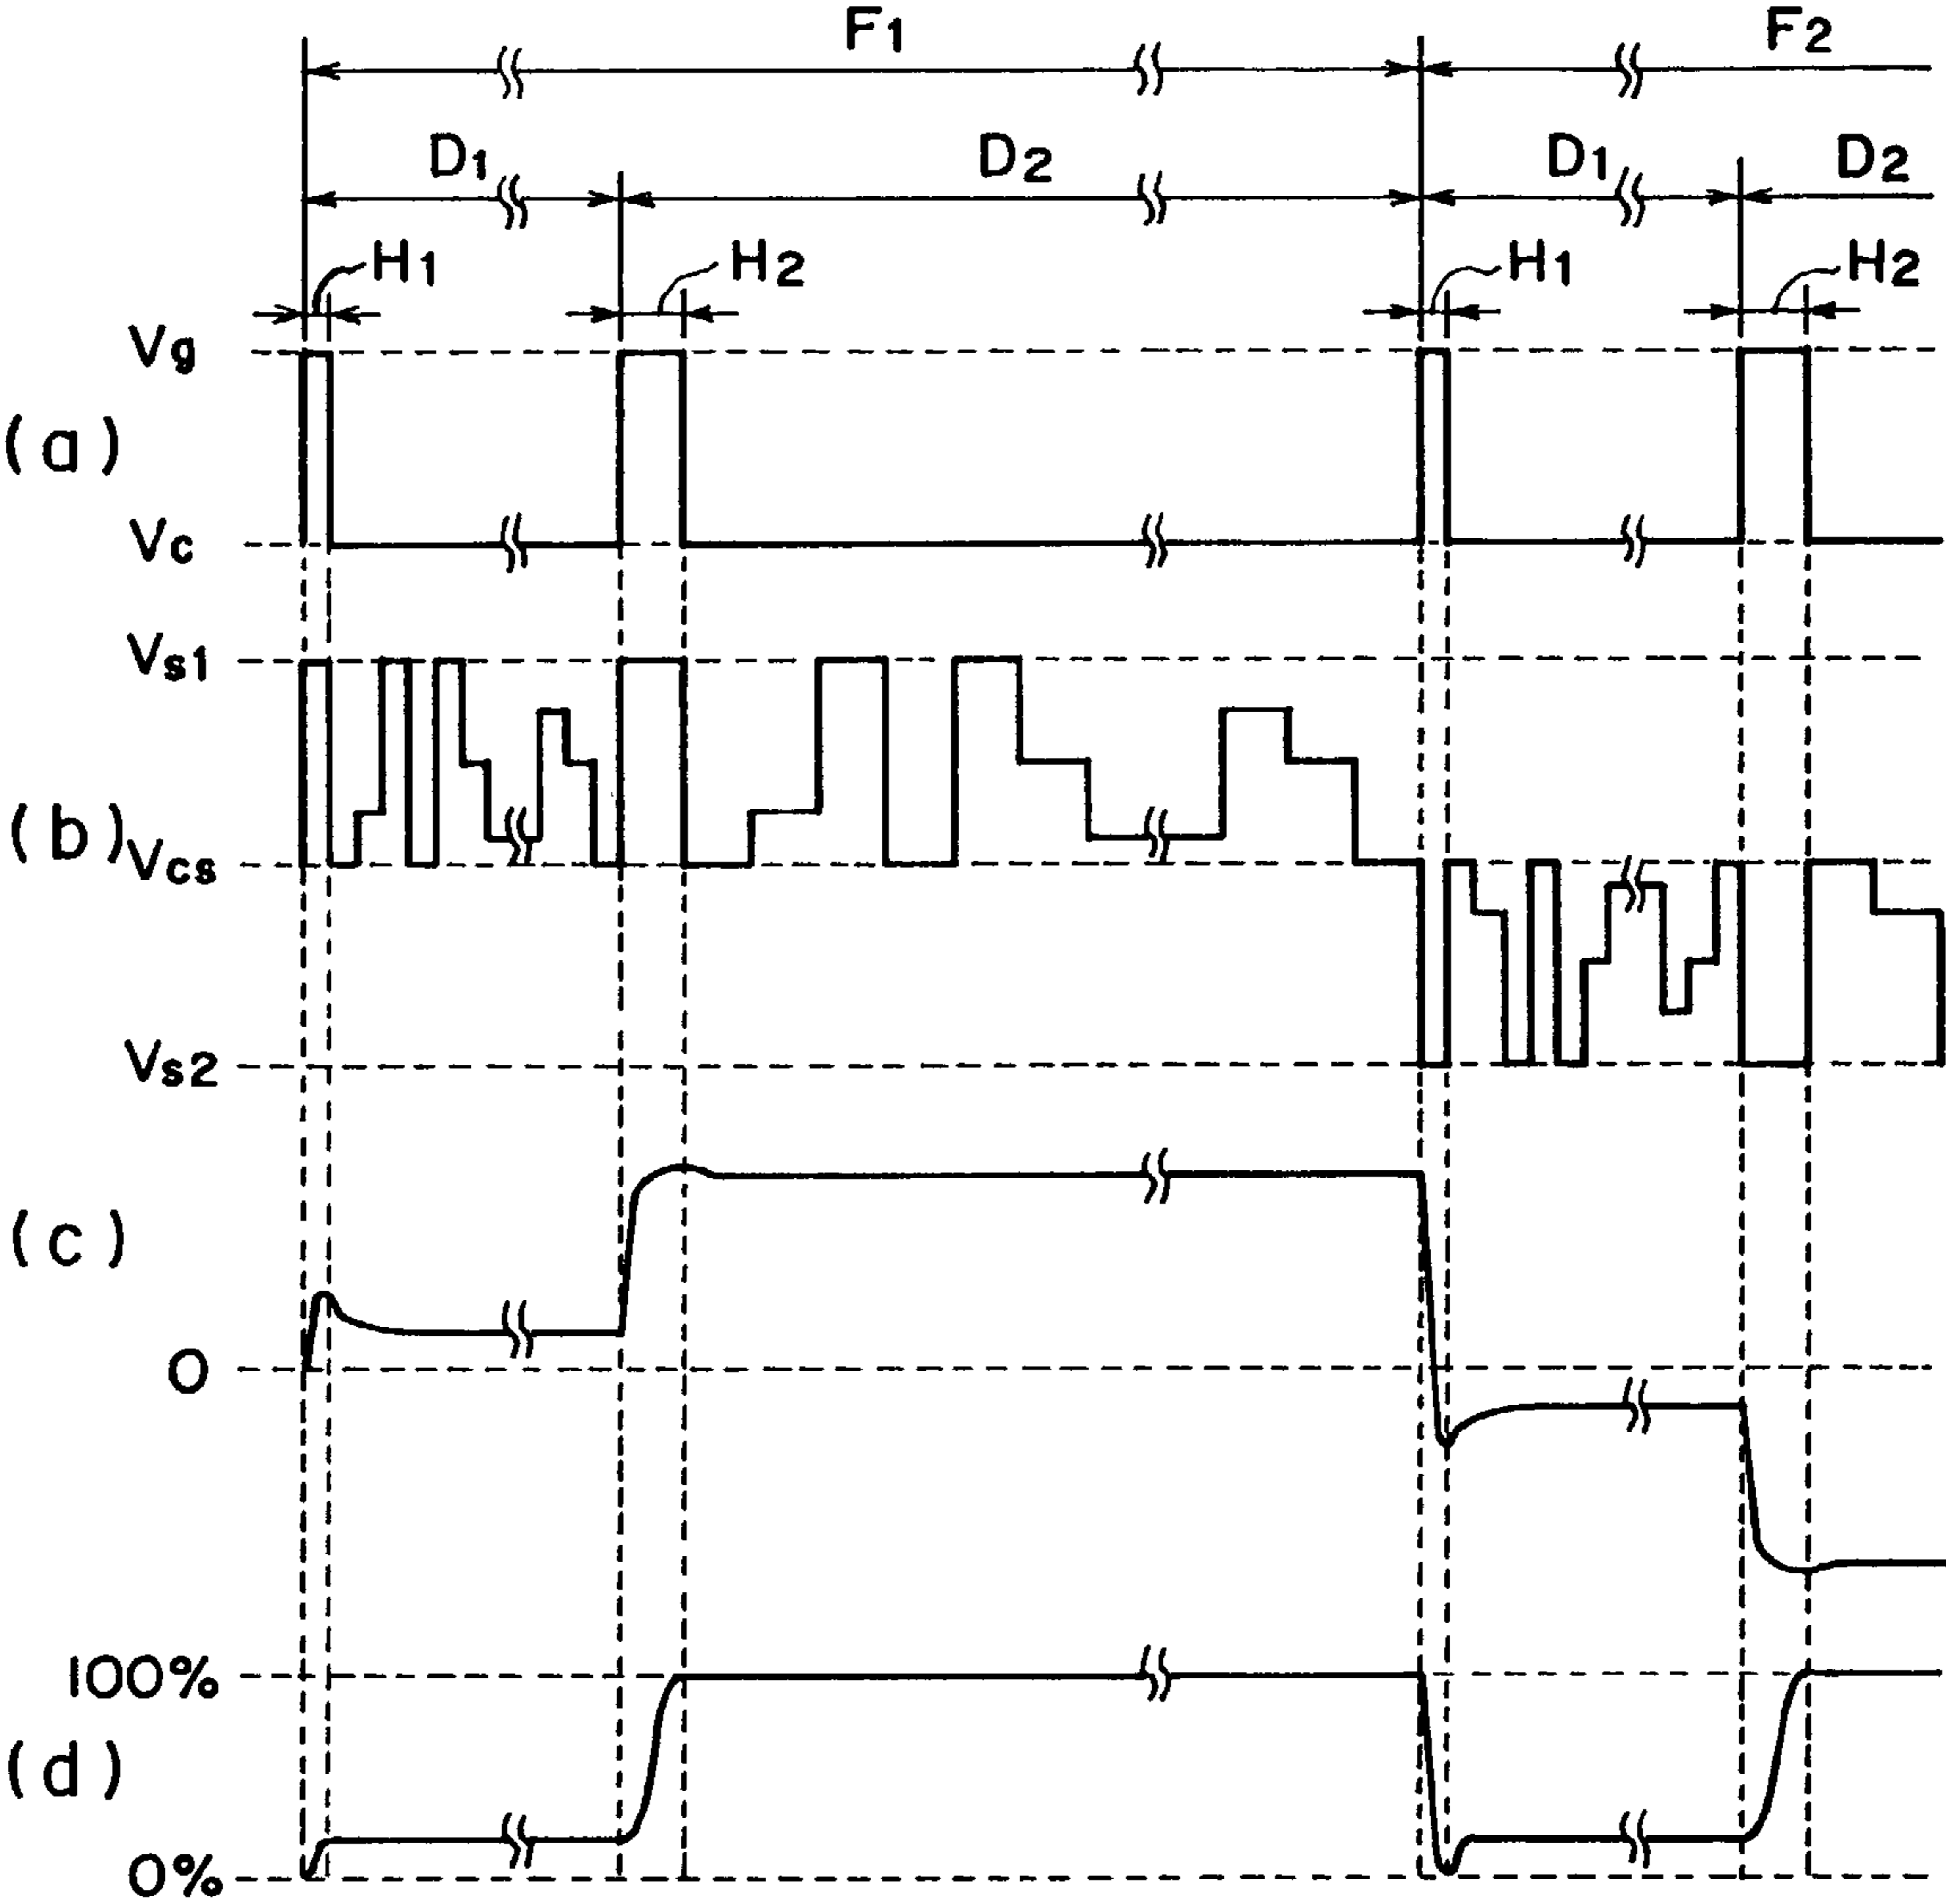 F1 F2
D1 D2 D1 D2
H1 H2 H1 H2
Vg
(a)
Vc
Vs1
(b)
Vcs
Vs2
(c)
0
100%
(d)
0%